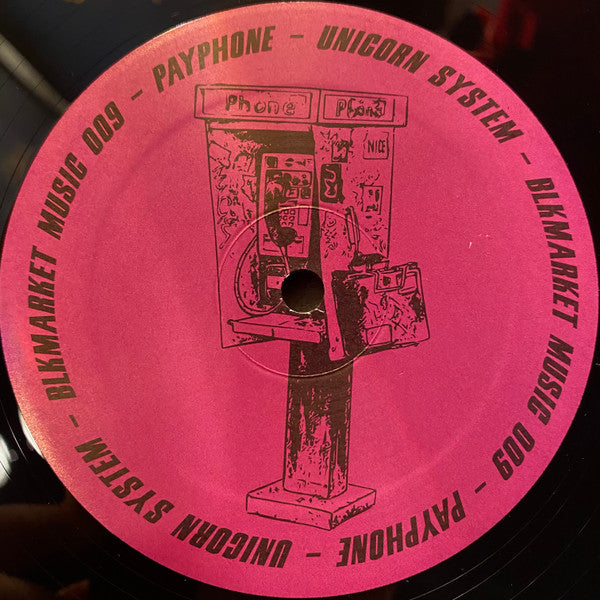 PAYPHONE - UNICORN SYSTEM - BLKMARKET MUSIC 009 - PAYPHONE - UNICORN SYSTEM - BLKMARKET MUSIC 009 -
Phone
Phone
NICE